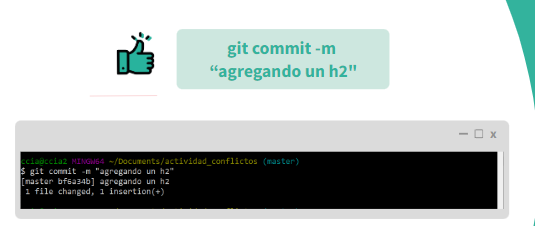 git commit -m
“agregando un h2"
ccia@ccia2 MINGW64 ~/Documents/actividad_conflictos (master)
$ git commit -m "agregando un h2"
[master bf6a34b] agregando un h2
1 file changed, 1 insertion(+)